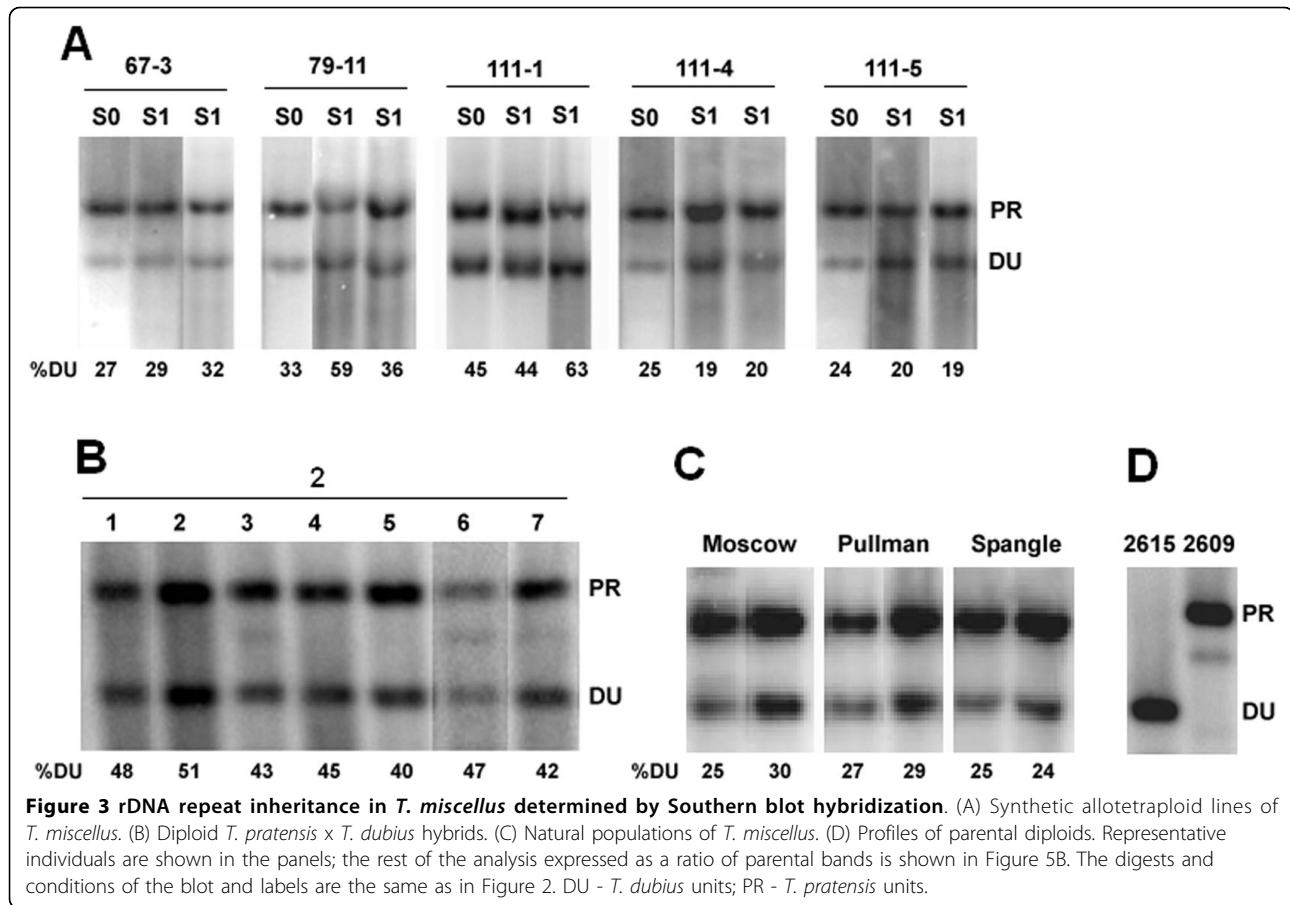 A
67-3 79-11 111-1 111-4 111-5
S0 S1 S1 S0 S1 S1 S0 S1 S1 S0 S1 S1 S0 S1 S1
PR
DU
%DU 27 29 32 33 59 36 45 44 63 25 19 20 24 20 19
B
2
1 2 3 4 5 6 7
PR
DU
%DU 48 51 43 45 40 47 42
C
Moscow Pullman Spangle
%DU 25 30 27 29 25 24
D
2615 2609
PR
DU
Figure 3 rDNA repeat inheritance in T. miscellus determined by Southern blot hybridization. (A) Synthetic allotetraploid lines of
T. miscellus. (B) Diploid T. pratensis x T. dubius hybrids. (C) Natural populations of T. miscellus. (D) Profiles of parental diploids. Representative
individuals are shown in the panels; the rest of the analysis expressed as a ratio of parental bands is shown in Figure 5B. The digests and
conditions of the blot and labels are the same as in Figure 2. DU - T. dubius units; PR - T. pratensis units.